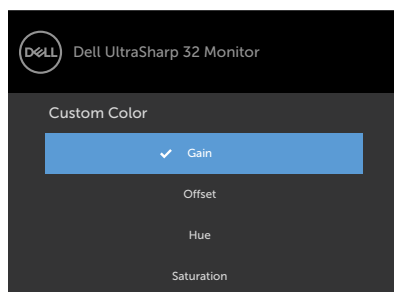 DELL Dell UltraSharp 32 Monitor
Custom Color
Gain
Offset
Hue
Saturation